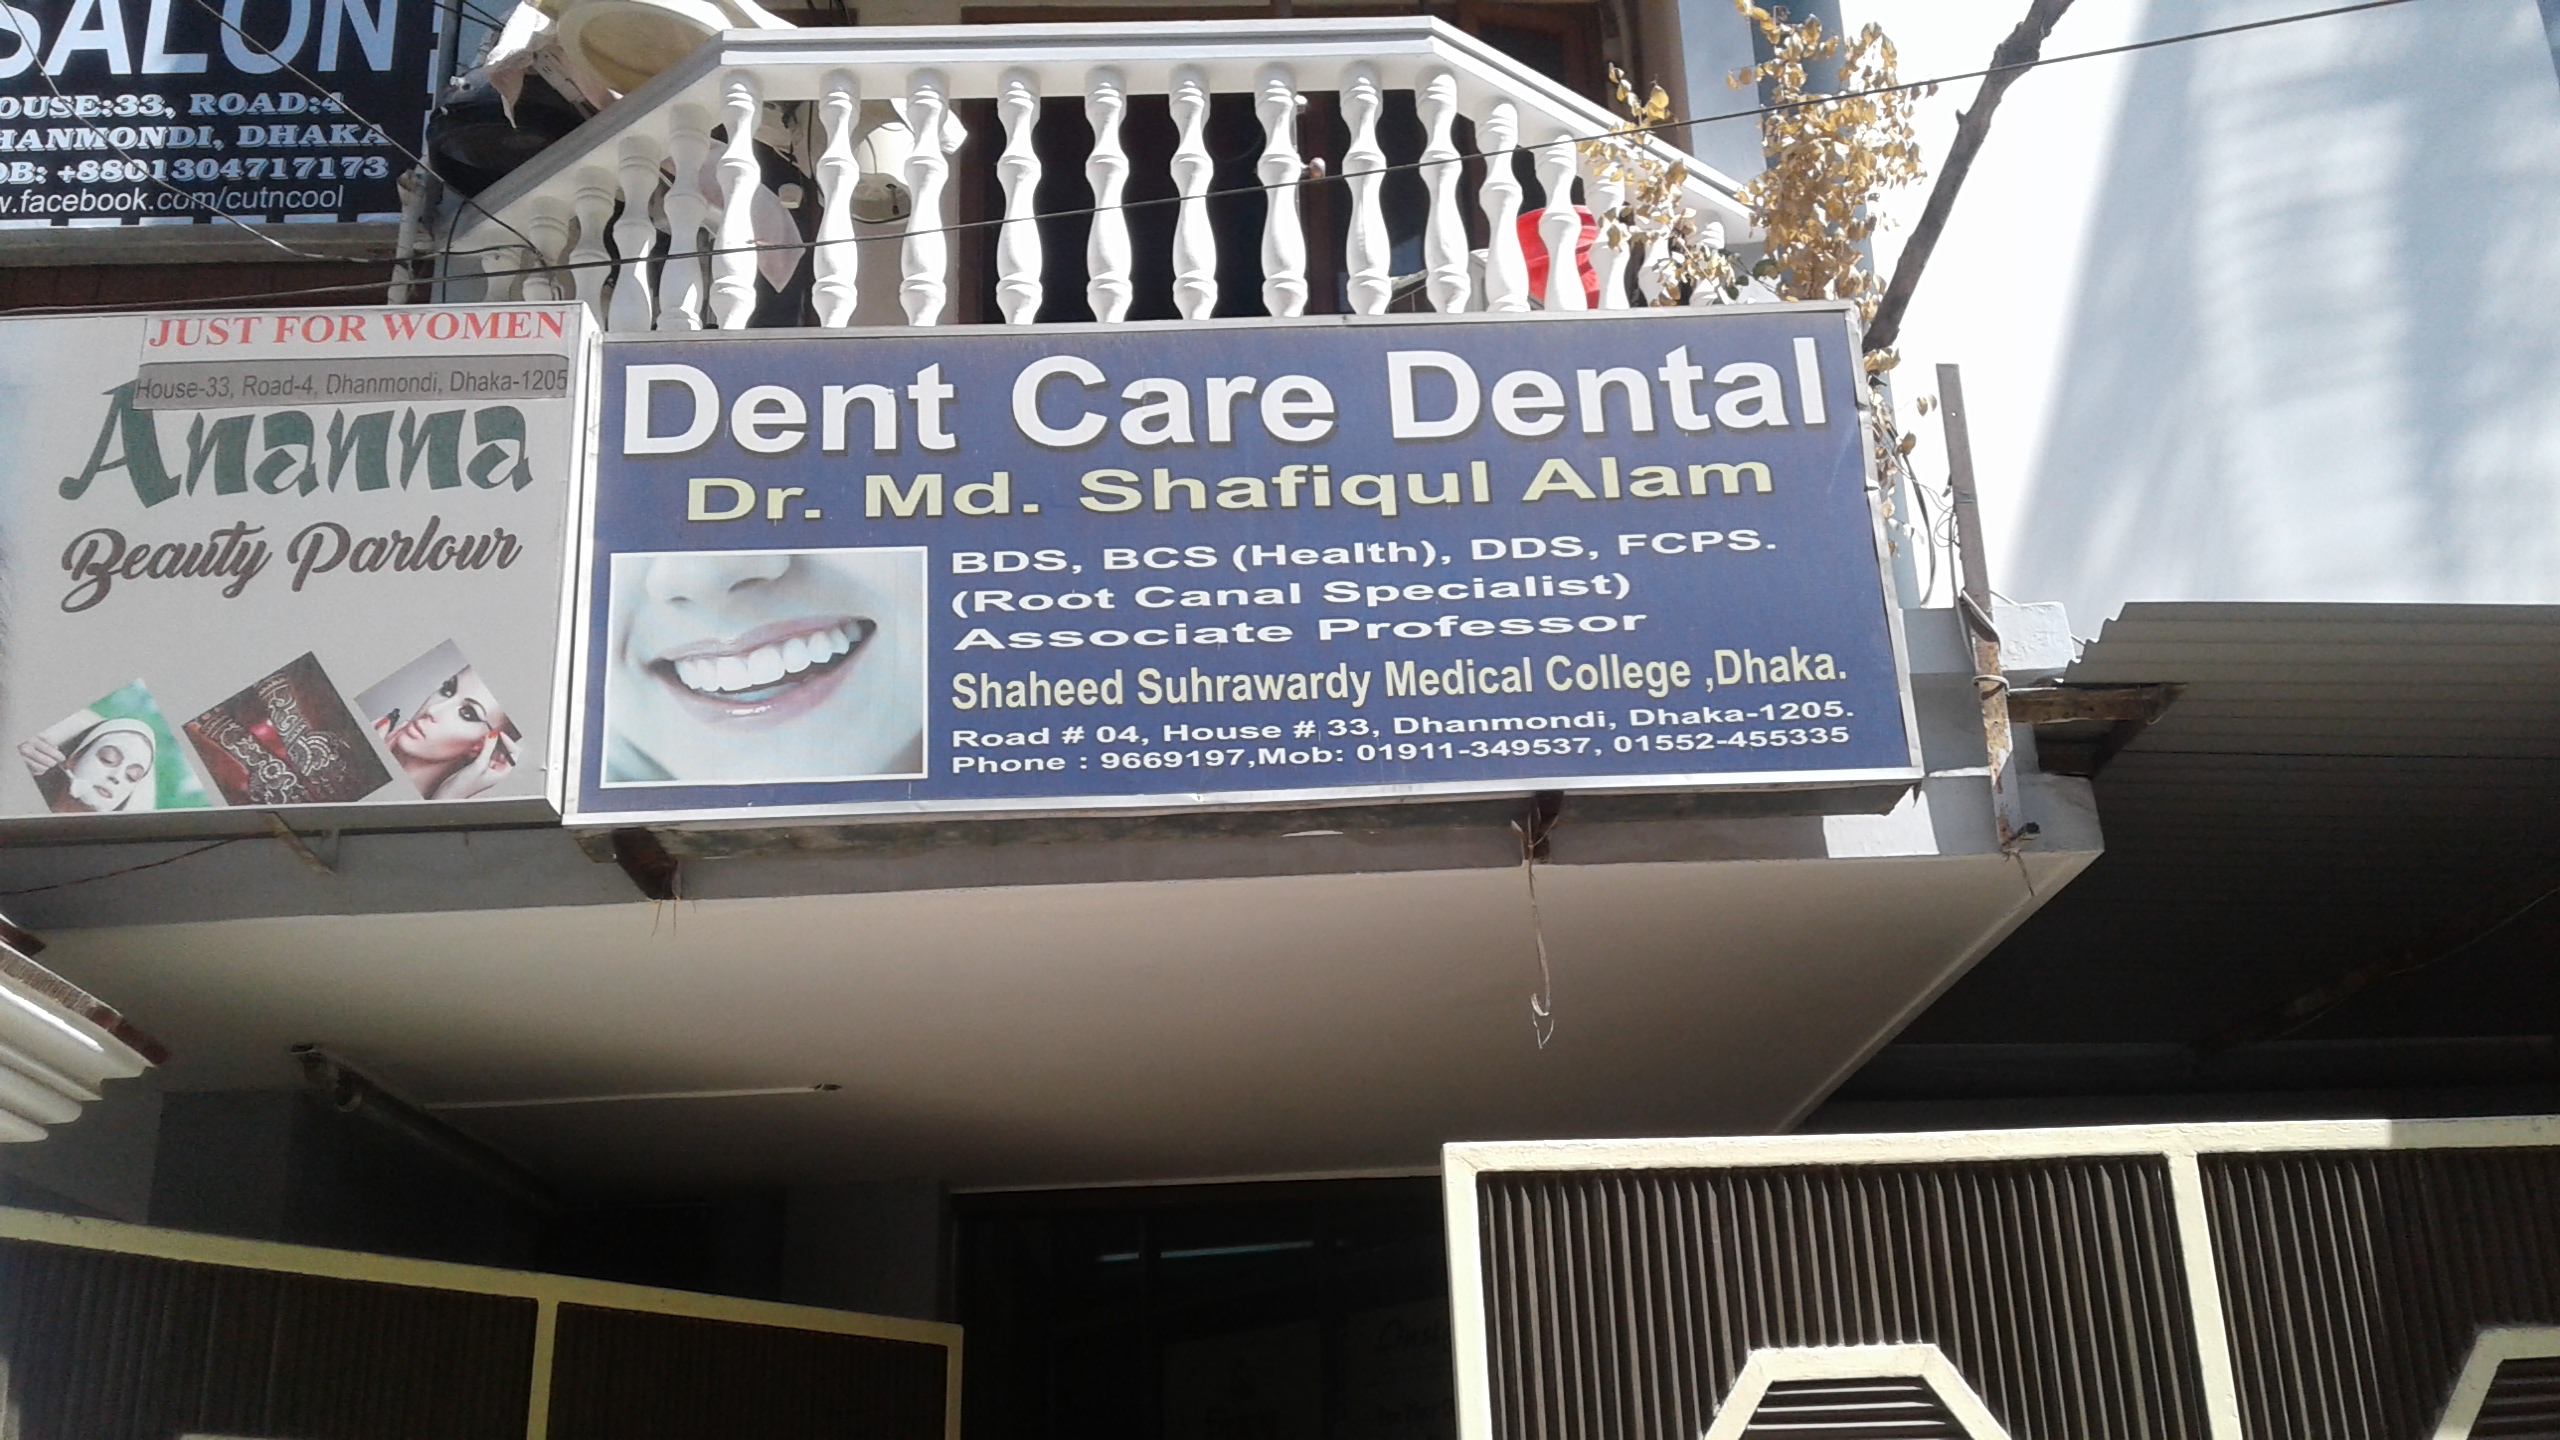 SALON
OUSE:33, ROAD:4
HANMONDI, DHAKA
OB: +8801304717173
w.facebook.com/cutncool
JUST FOR WOMEN
House-33, Road-4, Dhanmondi, Dhaka-1205
Ananna
Beauty Parlour
Dent Care Dental
Dr. Md. Shafiqul Alam
BDS, BCS (Health), DDS, FCPS.
(Root Canal Specialist)
Associate Professor
Shaheed Suhrawardy Medical College ,Dhaka.
Road # 04, House # 33, Dhanmondi, Dhaka-1205.
Phone : 9669197,Mob: 01911-349537, 01552-455335